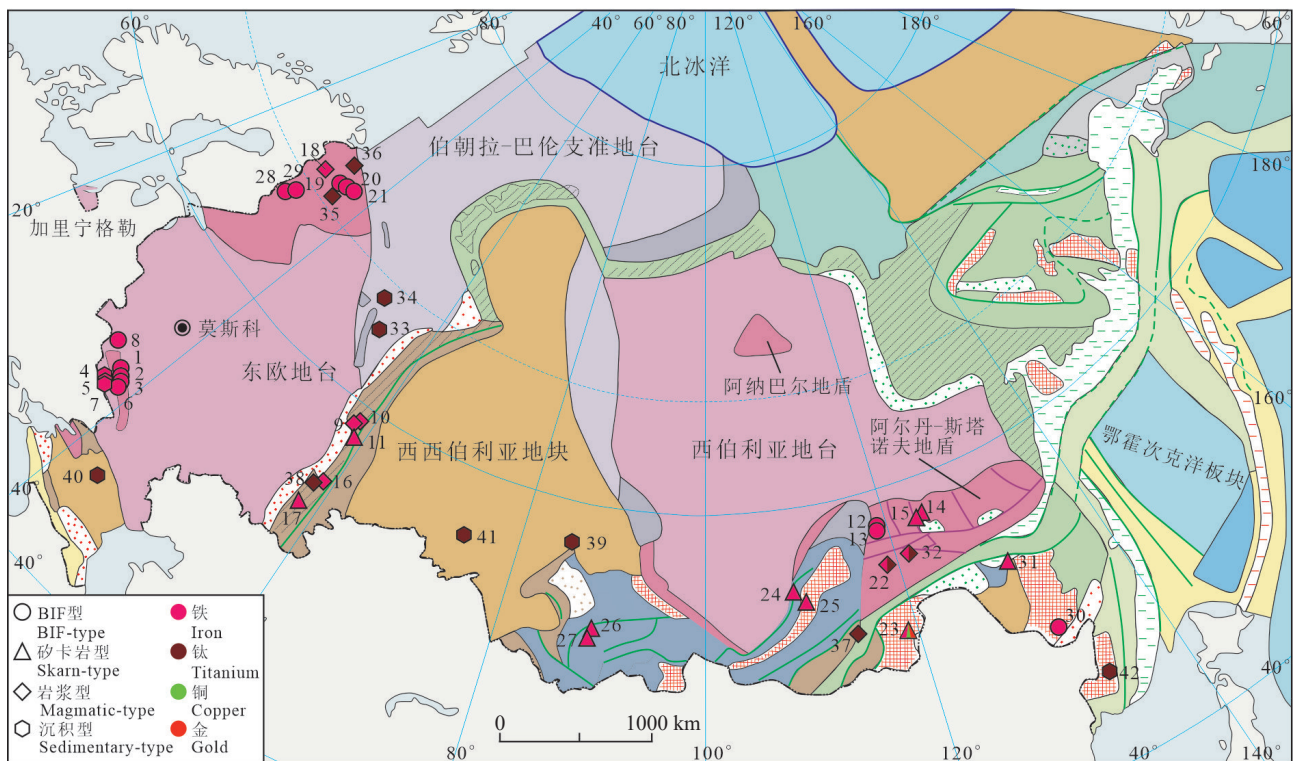 60°
80°
40°
60°
80°
120°
160°
180°
60°
北冰洋
伯朝拉-巴伦支准地台
180°
18
36
29
28
19
20
21
35
20°
加里宁格勒
34
33
莫斯科
8
1
4
2
5
3
7
6
东欧地台
阿纳巴尔地盾
160°
10
9
11
西西伯利亚地块
西伯利亚地台
阿尔丹-斯塔
诺夫地盾
鄂霍次克洋板块
40
40°
38
16
17
14
15
12
13
41
39
32
22
31
40°
24
25
26
27
23
30
37
42
40°
BIF型
BIF-type
铁
Iron
矽卡岩型
Skarn-type
钛
Titanium
岩浆型
Magmatic-type
铜
Copper
沉积型
Sedimentary-type
金
Gold
0
1000 km
80°
100°
120°
40°
140°